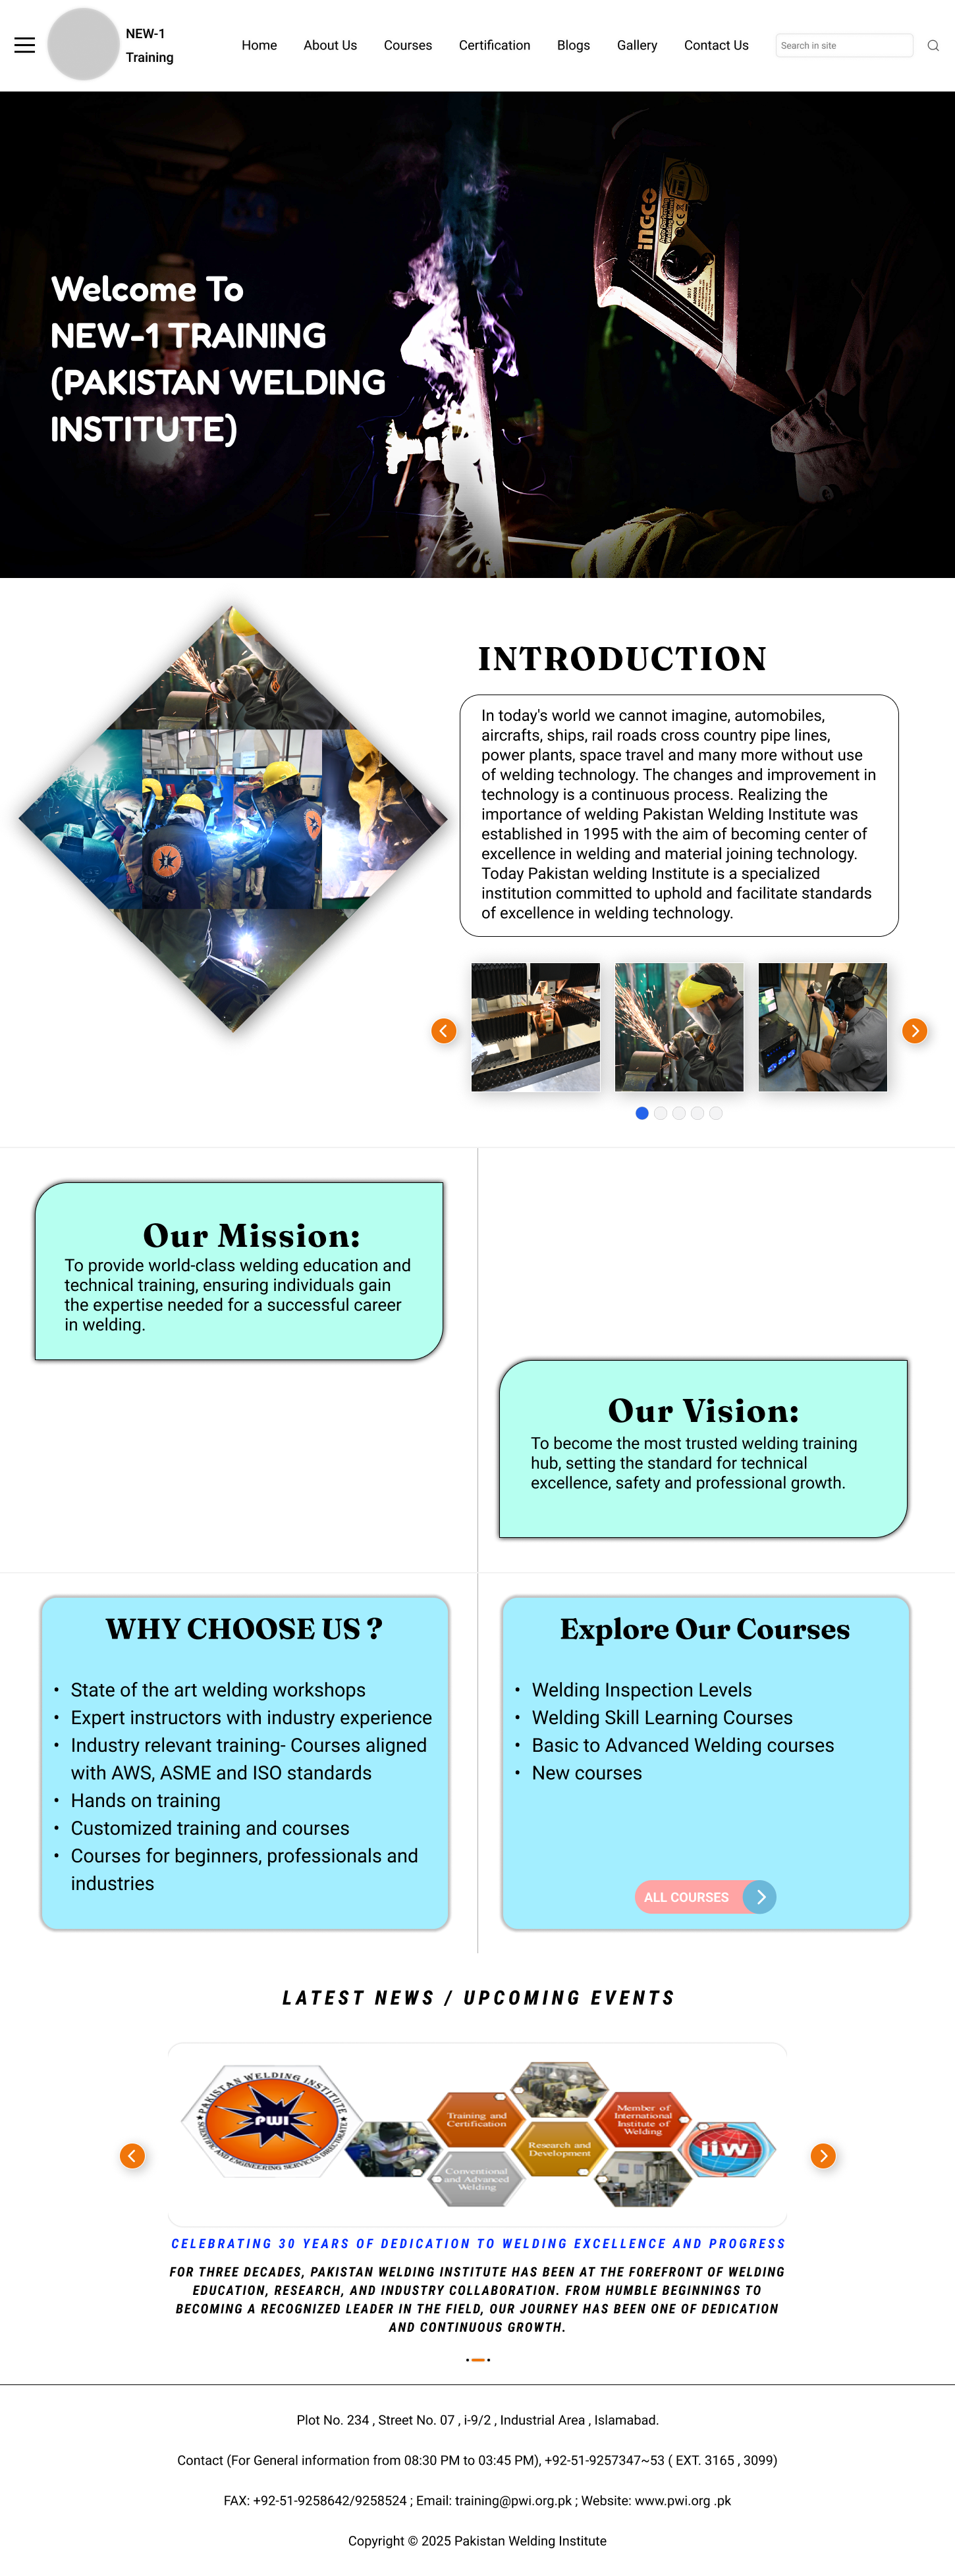 NEW-1
Training
Home
About Us
Courses
Certification
Blogs
Gallery
Contact Us
Search in site
INGCO
Welcome To
NEW-1 TRAINING
(PAKISTAN WELDING
INSTITUTE)
INTRODUCTION
In today's world we cannot imagine, automobiles,
aircrafts, ships, rail roads cross country pipe lines,
power plants, space travel and many more without use
of welding technology. The changes and improvement in
technology is a continuous process. Realizing the
importance of welding Pakistan Welding Institute was
established in 1995 with the aim of becoming center of
excellence in welding and material joining technology.
Today Pakistan welding Institute is a specialized
institution committed to uphold and facilitate standards
of excellence in welding technology.
Our Mission:
To provide world-class welding education and
technical training, ensuring individuals gain
the expertise needed for a successful career
in welding.
Our Vision:
To become the most trusted welding training
hub, setting the standard for technical
excellence, safety and professional growth.
WHY CHOOSE US ?
• State of the art welding workshops
• Expert instructors with industry experience
• Industry relevant training- Courses aligned
with AWS, ASME and ISO standards
• Hands on training
• Customized training and courses
• Courses for beginners, professionals and
industries
Explore Our Courses
• Welding Inspection Levels
• Welding Skill Learning Courses
• Basic to Advanced Welding courses
• New courses
ALL COURSES
LATEST NEWS / UPCOMING EVENTS
PAKISTAN WELDING INSTITUTE
PWI
SCIENTIFIC AND ENGINEERING SERVICES DIRECTORATE
Training and
Certification
Conventional
and Advanced
Welding
Research and
Development
Member of
International
Institute of
Welding
iiw
CELEBRATING 30 YEARS OF DEDICATION TO WELDING EXCELLENCE AND PROGRESS
FOR THREE DECADES, PAKISTAN WELDING INSTITUTE HAS BEEN AT THE FOREFRONT OF WELDING
EDUCATION, RESEARCH, AND INDUSTRY COLLABORATION. FROM HUMBLE BEGINNINGS TO
BECOMING A RECOGNIZED LEADER IN THE FIELD, OUR JOURNEY HAS BEEN ONE OF DEDICATION
AND CONTINUOUS GROWTH.
Plot No. 234 , Street No. 07 , i-9/2 , Industrial Area , Islamabad.
Contact (For General information from 08:30 PM to 03:45 PM), +92-51-9257347~53 ( EXT. 3165 , 3099)
FAX: +92-51-9258642/9258524 ; Email: training@pwi.org.pk ; Website: www.pwi.org .pk
Copyright © 2025 Pakistan Welding Institute